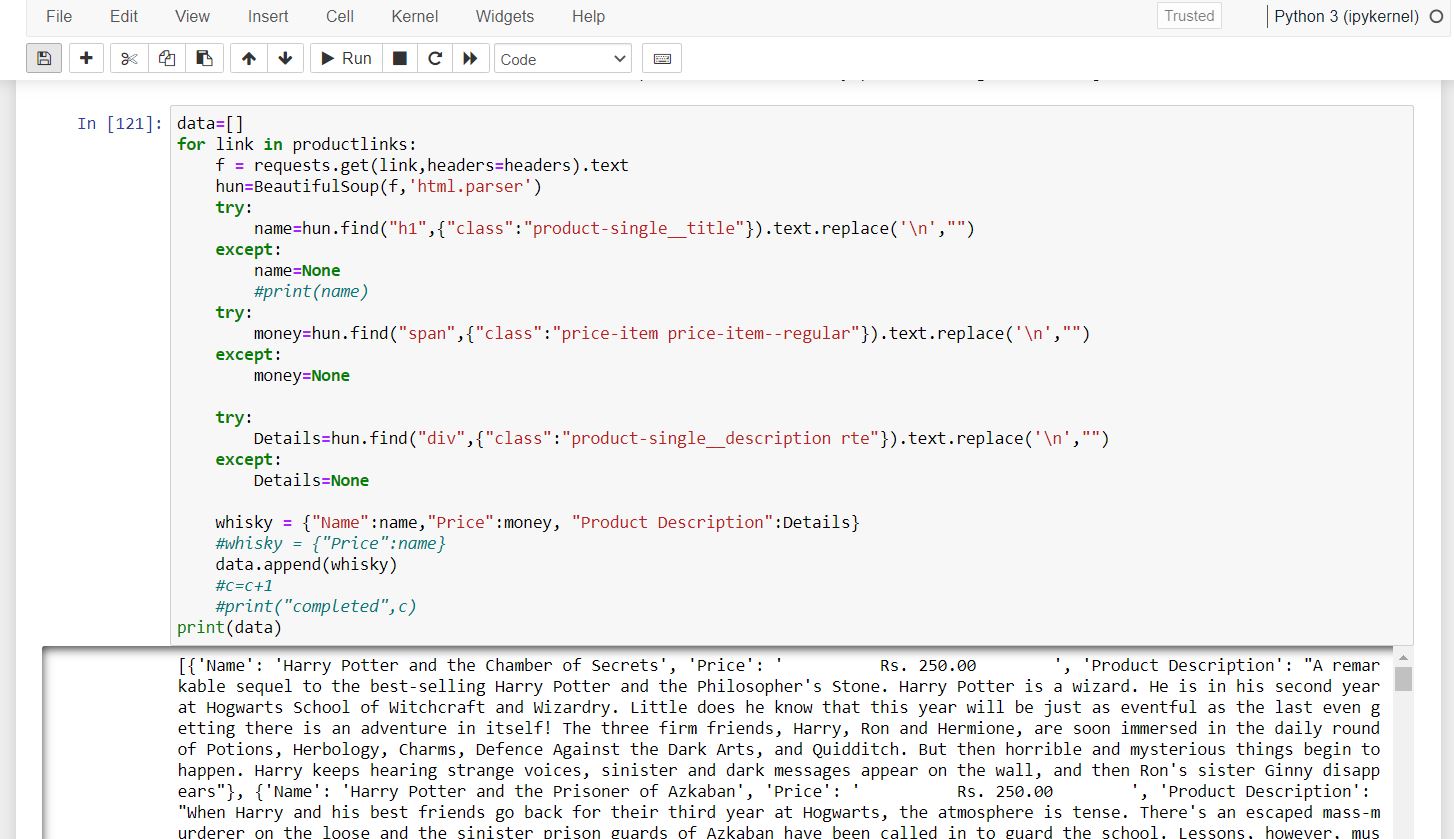 File Edit View Insert Cell Kernel Widgets Help Trusted Python 3 (ipykernel)
Run Code
In [121]: data=[]
for link in productlinks:
    f = requests.get(link,headers=headers).text
    hun=BeautifulSoup(f,'html.parser')
    try:
        name=hun.find("h1",{"class":"product-single__title"}).text.replace('\n',"")
    except:
        name=None
        #print(name)
    try:
        money=hun.find("span",{"class":"price-item price-item--regular"}).text.replace('\n',"")
    except:
        money=None
    try:
        Details=hun.find("div",{"class":"product-single__description rte"}).text.replace('\n',"")
    except:
        Details=None
    whisky = {"Name":name,"Price":money, "Product Description":Details}
    #whisky = {"Price":name}
    data.append(whisky)
    #c=c+1
    #print("completed",c)
print(data)
[{'Name': 'Harry Potter and the Chamber of Secrets', 'Price': '          Rs. 250.00        ', 'Product Description': "A remar
kable sequel to the best-selling Harry Potter and the Philosopher's Stone. Harry Potter is a wizard. He is in his second year
at Hogwarts School of Witchcraft and Wizardry. Little does he know that this year will be just as eventful as the last even g
etting there is an adventure in itself! The three firm friends, Harry, Ron and Hermione, are soon immersed in the daily round
of Potions, Herbology, Charms, Defence Against the Dark Arts, and Quidditch. But then horrible and mysterious things begin to
happen. Harry keeps hearing strange voices, sinister and dark messages appear on the wall, and then Ron's sister Ginny disapp
ears"}, {'Name': 'Harry Potter and the Prisoner of Azkaban', 'Price': '          Rs. 250.00        ', 'Product Description':
"When Harry and his best friends go back for their third year at Hogwarts, the atmosphere is tense. There's an escaped mass-m
urderer on the loose and the sinister prison guards of Azkaban have been called in to guard the school. Lessons, however, mus